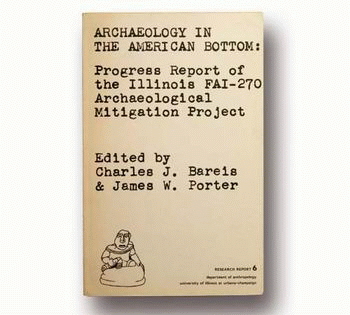 ARCHAEOLOGY IN
THE AMERICAN BOTTOM:
Progress Report of
the Illinois FAI-270
Archaeological
Mitigation Project
Edited by
Charles J. Bareis
& James W. Porter
RESEARCH REPORT 6
department of anthropology
university of illinois at urbana-champaign